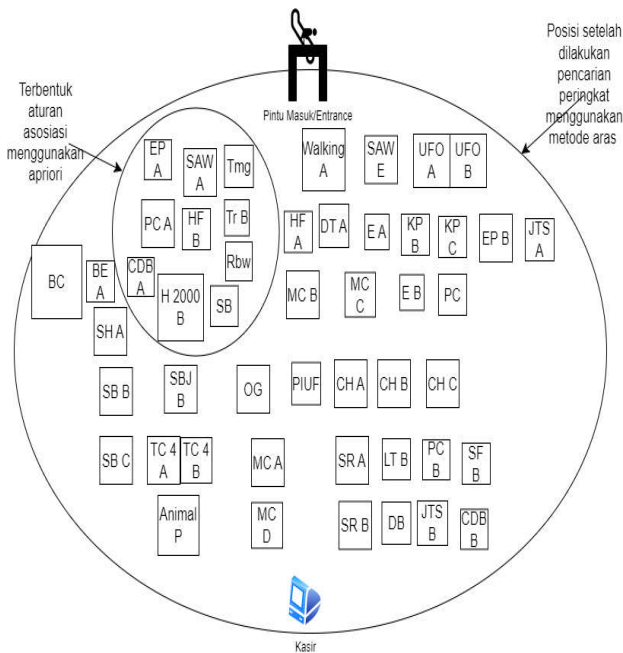 Posisi setelah
dilakukan
pencarian
peringkat
menggunakan
metode aras
Terbentuk
aturan
asosiasi
menggunakan
apriori
Pintu Masuk/Entrance
EP
A
SAW
A
Tmg
Walking
A
SAW
E
UFO
A
UFO
B
PC A
HF
B
Tr B
HF
A
DT A
E A
KP
B
KP
C
EP B
JTS
A
Rbw
BC
BE
A
CDB
A
H 2000
B
SB
MC B
MC
C
E B
PC
SH A
SB B
SBJ
B
OG
PIUF
CH A
CH B
CH C
SB C
TC 4
A
TC 4
B
MC A
SR A
LT B
PC
B
SF
B
Animal
P
MC
D
SR B
DB
JTS
B
CDB
B
Kasir